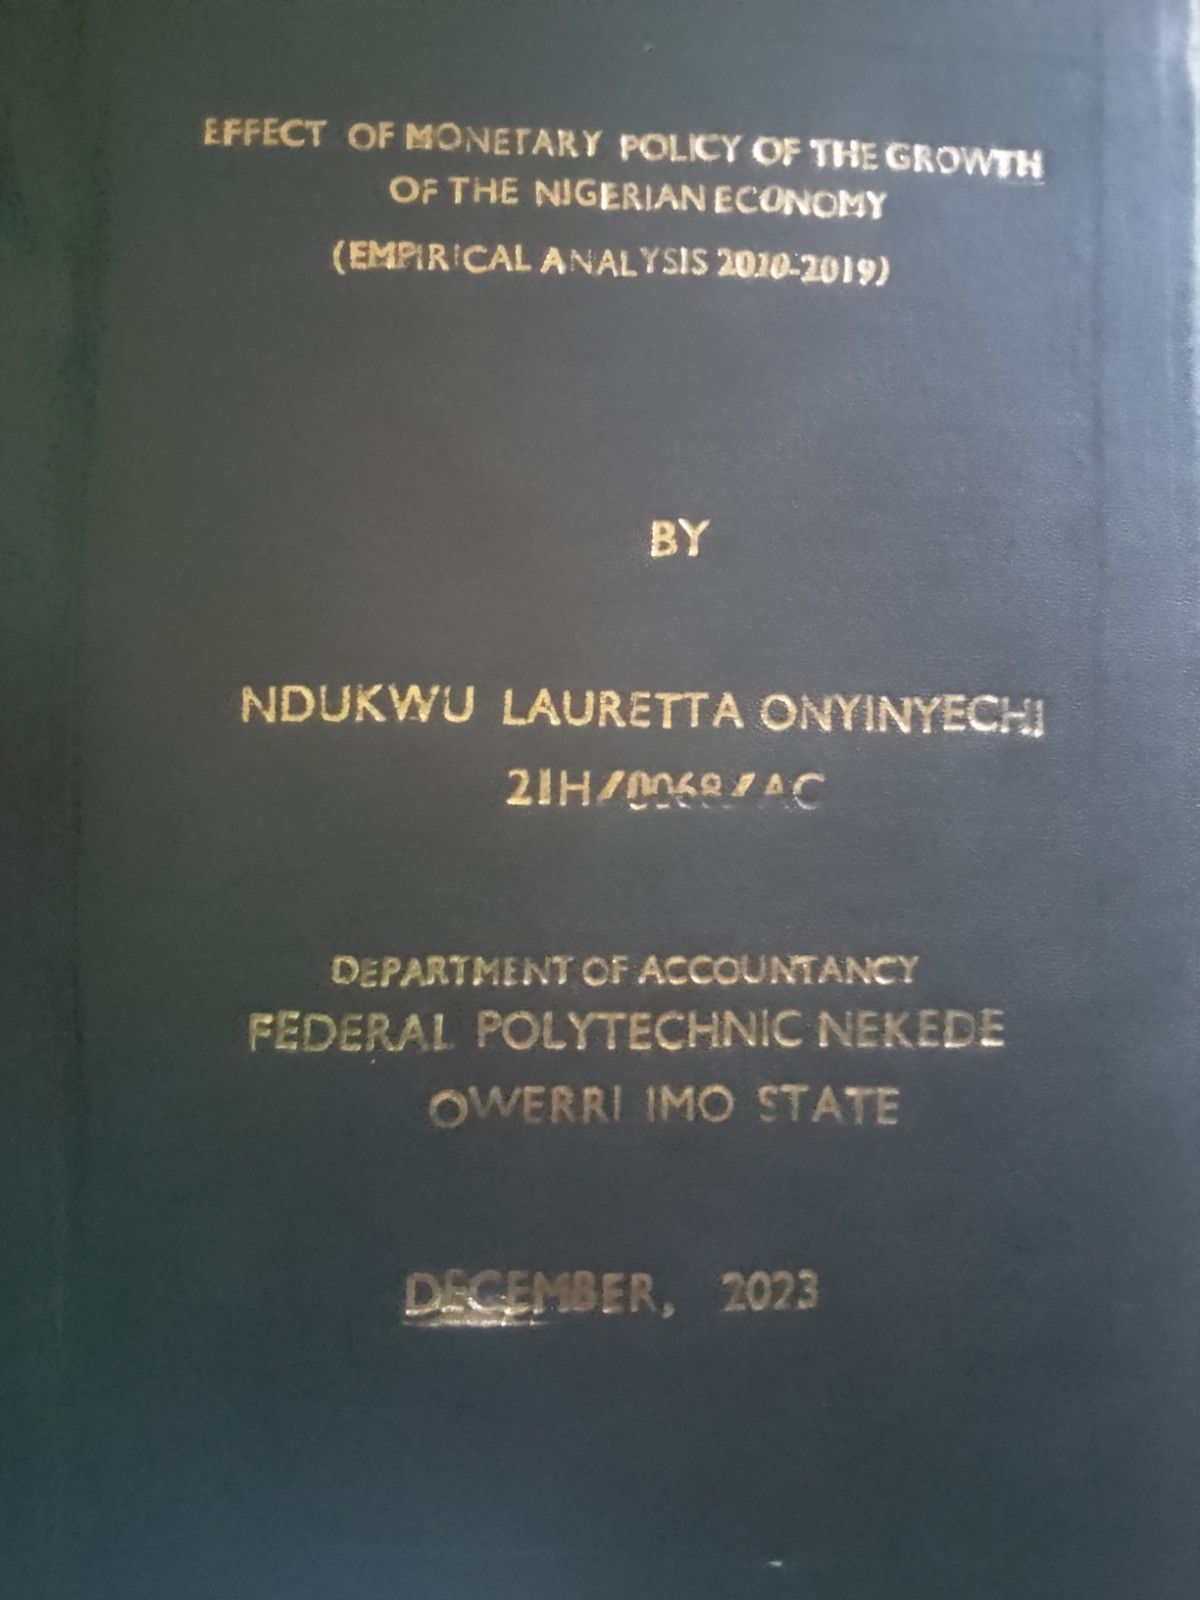 EFFECT OF MONETARY POLICY OF THE GROWTH
OF THE NIGERIAN ECONOMY
(EMPIRICAL ANALYSIS 2010-2019)
BY
NDUKWU LAURETTA ONYINYECHI
21H/0068/AC
DEPARTMENT OF ACCOUNTANCY
FEDERAL POLYTECHNIC NEKEDE
OWERRI IMO STATE
DECEMBER, 2023